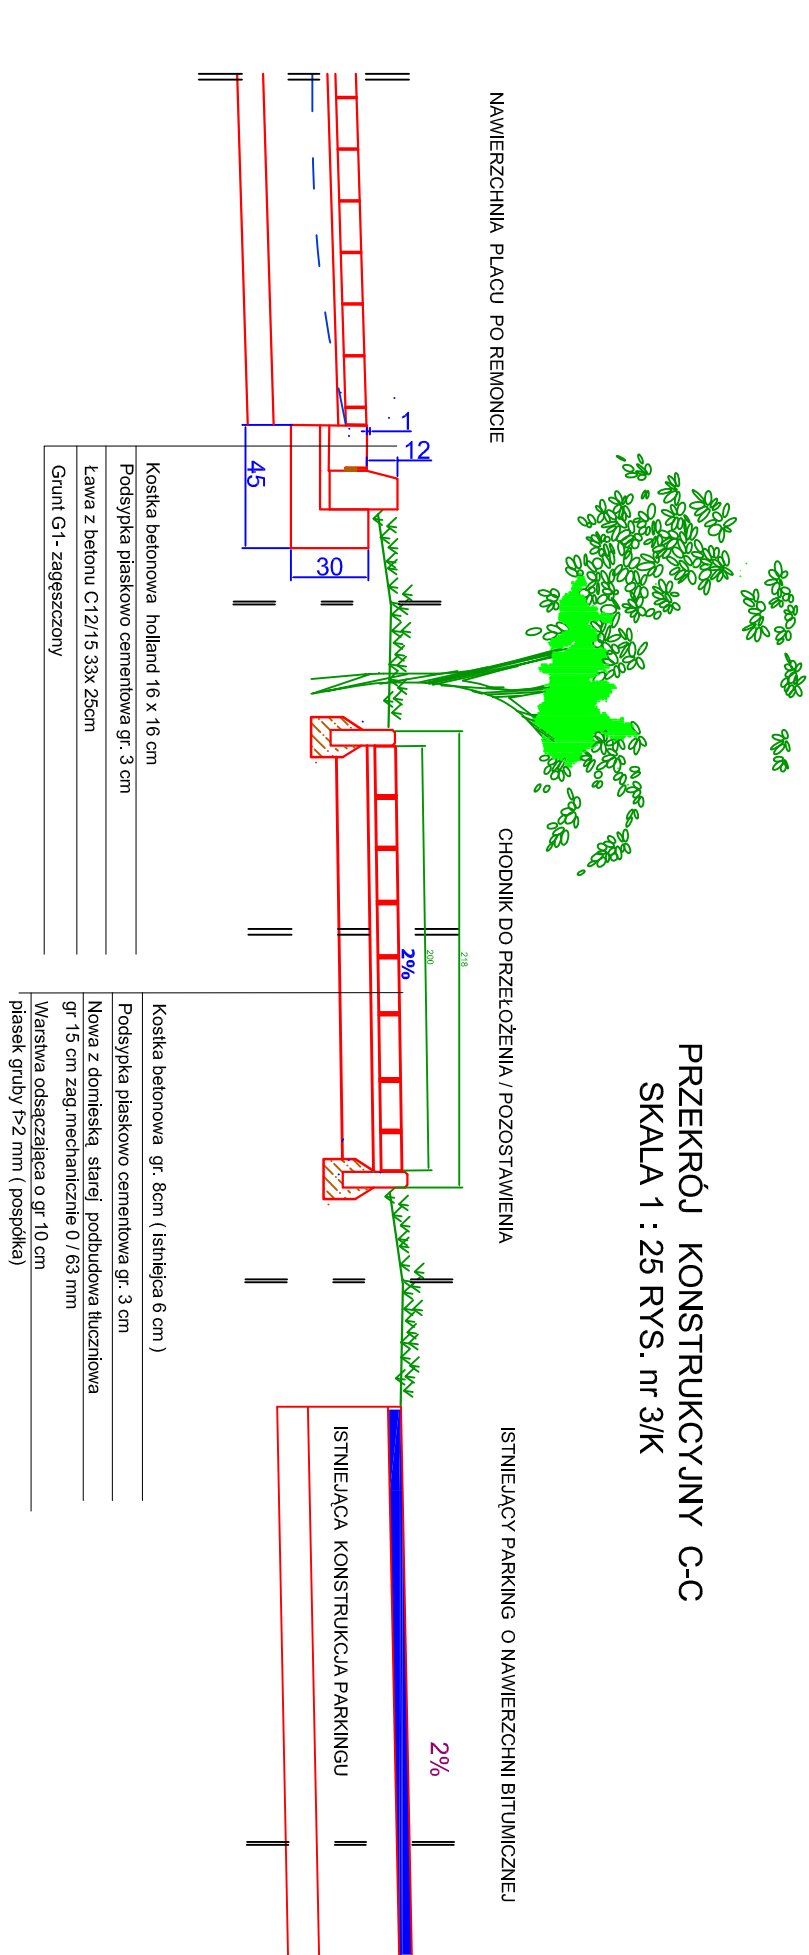 PRZEKRÓJ KONSTRUKCYJNY C-C
SKALA 1 : 25 RYS. nr 3/K
NAWIERZCHNIA PLACU PO REMONCIE
CHODNIK DO PRZEŁOŻENIA / POZOSTAWIENIA
ISTNIEJĄCY PARKING O NAWIERZCHNI BITUMICZNEJ
1
12
45
30
218
200
2%
2%
ISTNIEJĄCA KONSTRUKCJA PARKINGU
Kostka betonowa holland 16 x 16 cm
Podsypka piaskowo cementowa gr. 3 cm
Ława z betonu C12/15 33x 25cm
Grunt G1- zagęszczony
Kostka betonowa gr. 8cm ( istniejca 6 cm )
Podsypka piaskowo cementowa gr. 3 cm
Nowa z domieską starej podbudowa tłuczniowa
gr 15 cm zag.mechanicznie 0 / 63 mm
Warstwa odsączająca o gr 10 cm
piasek gruby f>2 mm ( pospółka)